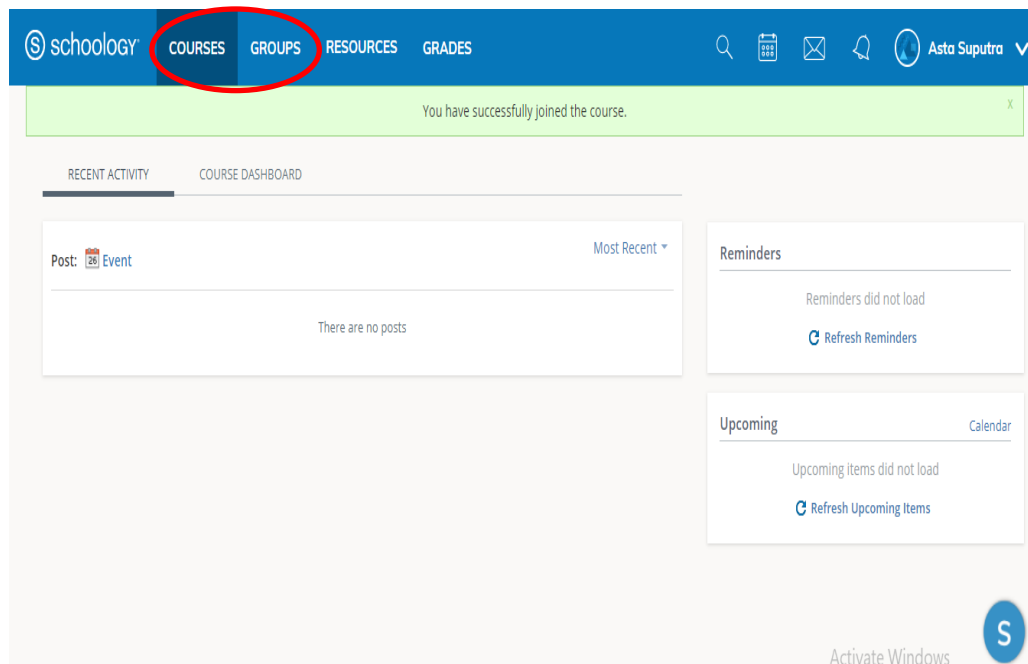 S schoology COURSES GROUPS RESOURCES GRADES Asta Suputra
You have successfully joined the course. x
RECENT ACTIVITY COURSE DASHBOARD
Post: 26 Event Most Recent
There are no posts
Reminders
Reminders did not load
Refresh Reminders
Upcoming Calendar
Upcoming items did not load
Refresh Upcoming Items
S
Activate Windows